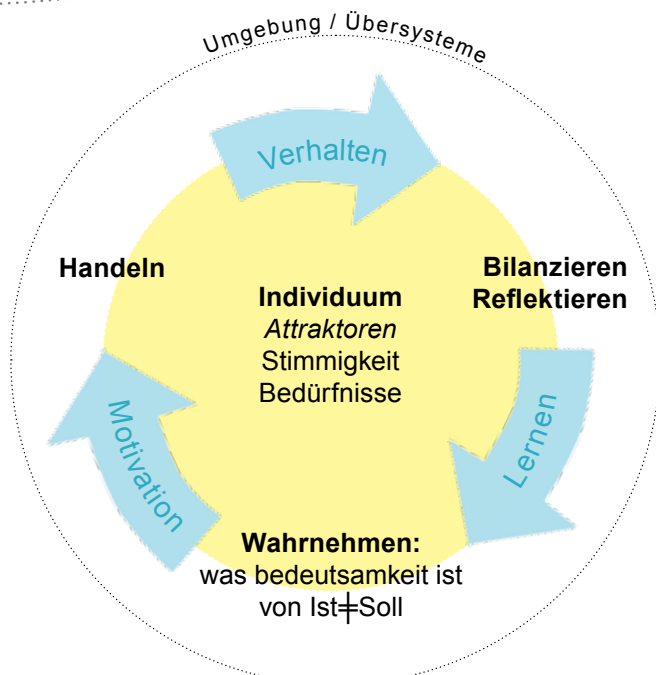 Umgebung / Übersysteme
Verhalten
Handeln
Bilanzieren
Reflektieren
Individuum
Attraktoren
Stimmigkeit
Bedürfnisse
Motivation
Lernen
Wahrnehmen:
was bedeutsamkeit ist
von Ist╪Soll